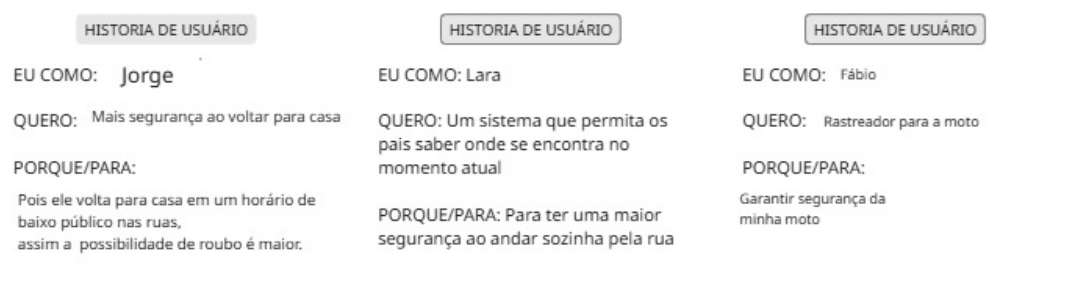 HISTORIA DE USUÁRIO
EU COMO: Jorge
QUERO: Mais segurança ao voltar para casa
PORQUE/PARA:
Pois ele volta para casa em um horário de
baixo público nas ruas,
assim a possibilidade de roubo é maior.
HISTORIA DE USUÁRIO
EU COMO: Lara
QUERO: Um sistema que permita os
pais saber onde se encontra no
momento atual
PORQUE/PARA: Para ter uma maior
segurança ao andar sozinha pela rua
HISTORIA DE USUÁRIO
EU COMO: Fábio
QUERO: Rastreador para a moto
PORQUE/PARA:
Garantir segurança da
minha moto